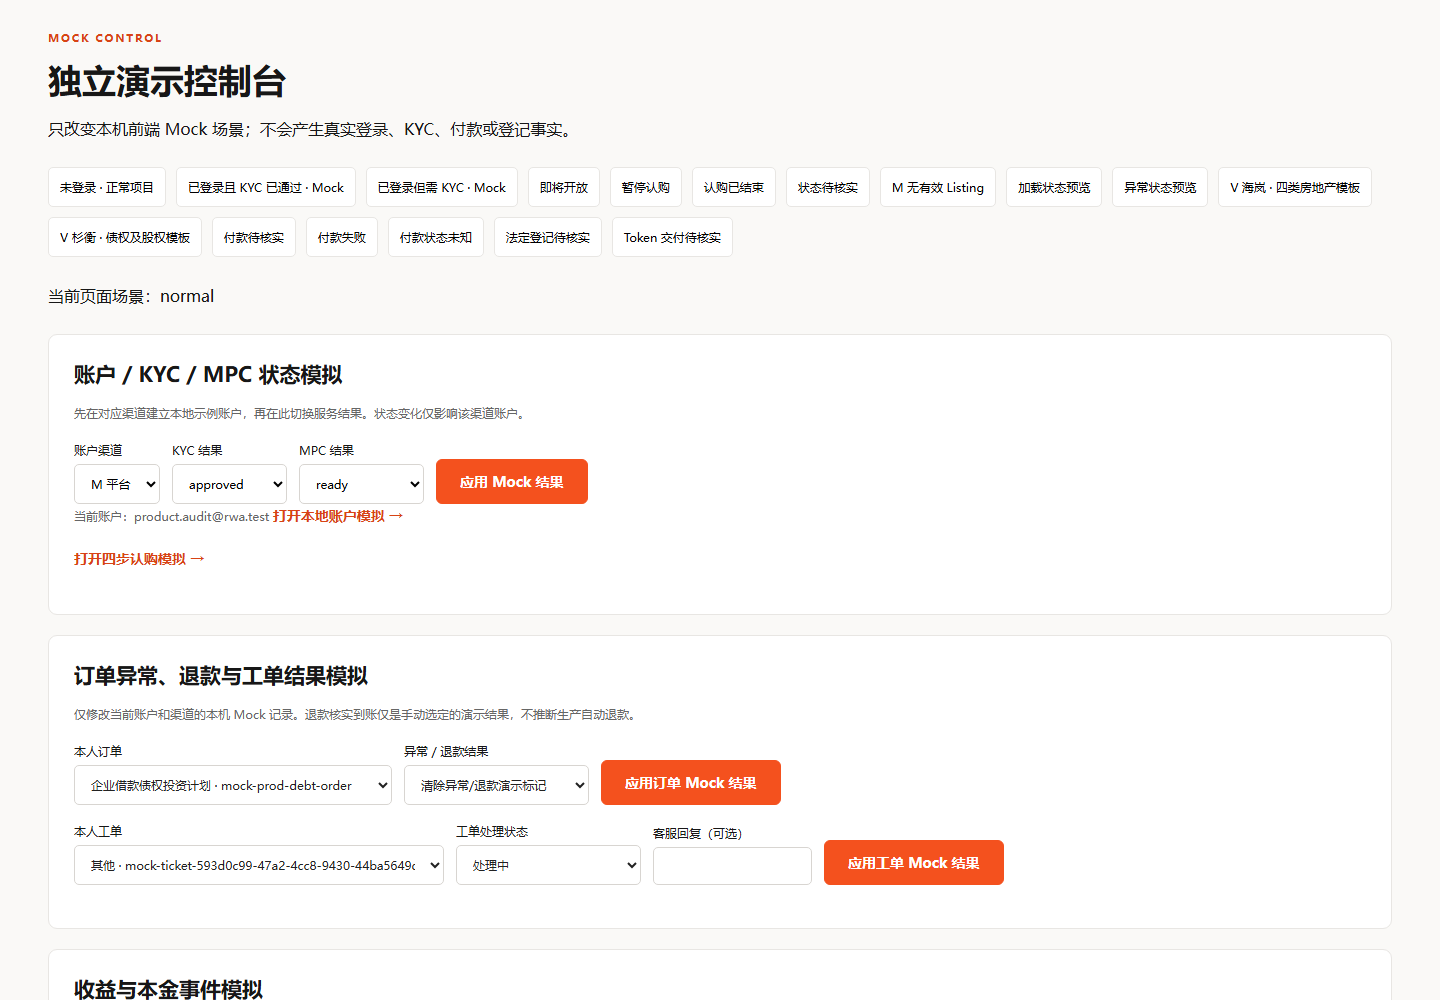 MOCK CONTROL
独立演示控制台
只改变本机前端 Mock 场景；不会产生真实登录、KYC、付款或登记事实。
未登录 · 正常项目 已登录且 KYC 已通过 · Mock 已登录但需 KYC · Mock 即将开放 暂停认购 认购已结束 状态待核实 M 无有效 Listing 加载状态预览 异常状态预览 V 海岚 · 四类房地产模板
V 杉衡 · 债权及股权模板 付款待核实 付款失败 付款状态未知 法定登记待核实 Token 交付待核实
当前页面场景：normal
账户 / KYC / MPC 状态模拟
先在对应渠道建立本地示例账户，再在此切换服务结果。状态变化仅影响该渠道账户。
账户渠道 KYC 结果 MPC 结果
M 平台 approved ready 应用 Mock 结果
当前账户：product.audit@rwa.test 打开本地账户模拟 →
打开四步认购模拟 →
订单异常、退款与工单结果模拟
仅修改当前账户和渠道的本机 Mock 记录。退款核实到账仅是手动选定的演示结果，不推断生产自动退款。
本人订单 异常 / 退款结果
企业借款债权投资计划 · mock-prod-debt-order 清除异常/退款演示标记 应用订单 Mock 结果
本人工单 工单处理状态 客服回复（可选）
其他 · mock-ticket-593d0c99-47a2-4cc8-9430-44ba5649c 处理中 应用工单 Mock 结果
收益与本金事件模拟